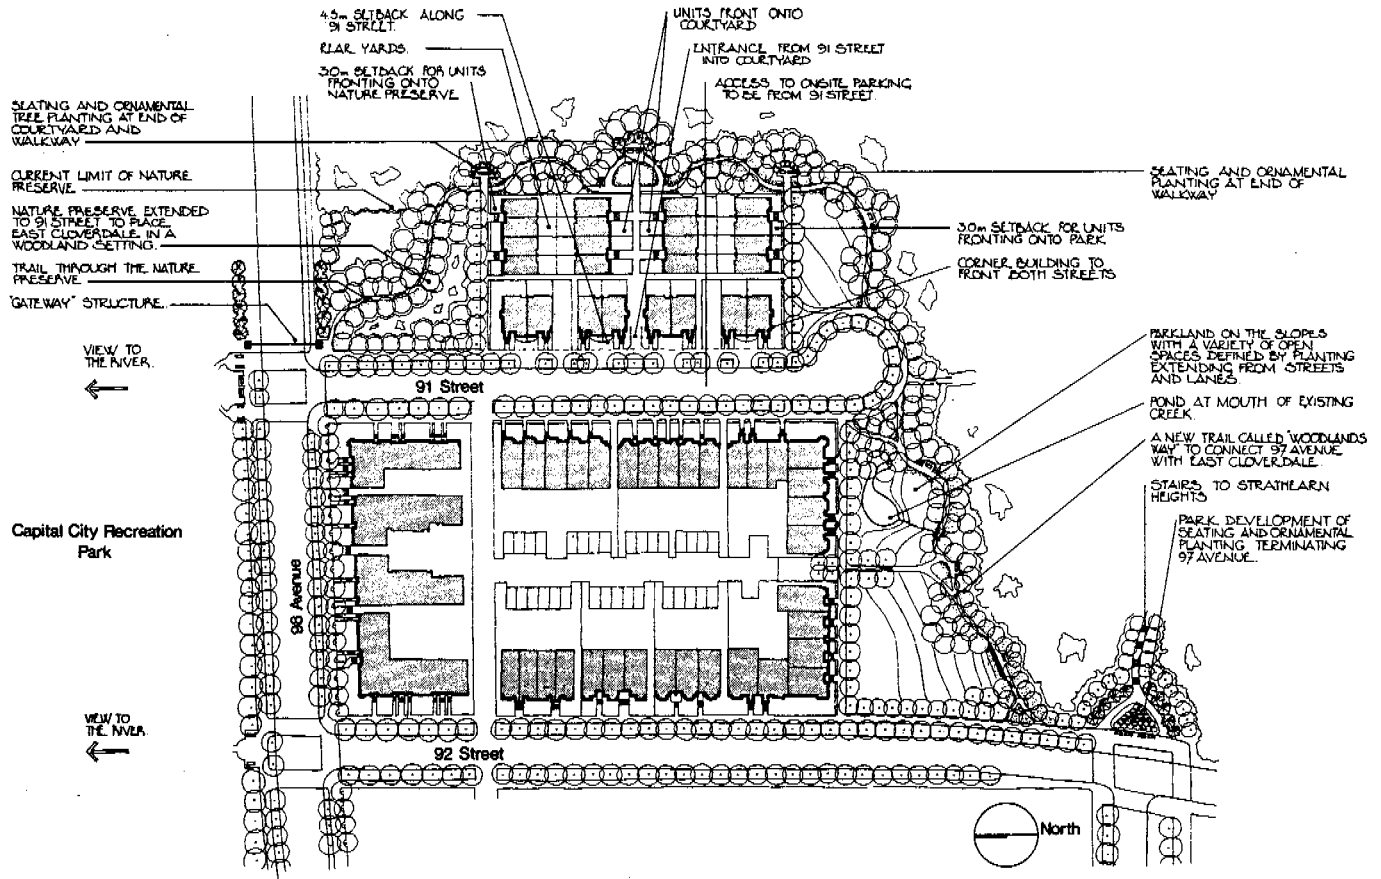 4.5m SETBACK ALONG
91 STREET.
REAR YARDS.
3.0m SETBACK FOR UNITS
FRONTING ONTO
NATURE PRESERVE
UNITS FRONT ONTO
COURTYARD
ENTRANCE FROM 91 STREET
INTO COURTYARD
ACCESS TO ONSITE PARKING
TO BE FROM 91 STREET.
SEATING AND ORNAMENTAL
TREE PLANTING AT END OF
COURTYARD AND
WALKWAY
CURRENT LIMIT OF NATURE
PRESERVE
NATURE PRESERVE EXTENDED
TO 91 STREET TO PLACE
EAST CLOVERDALE IN A
WOODLAND SETTING.
TRAIL THROUGH THE NATURE
PRESERVE
"GATEWAY" STRUCTURE.
VIEW TO
THE RIVER.
SEATING AND ORNAMENTAL
PLANTING AT END OF
WALKWAY
3.0m SETBACK FOR UNITS
FRONTING ONTO PARK
CORNER BUILDING TO
FRONT BOTH STREETS
PARKLAND ON THE SLOPES
WITH A VARIETY OF OPEN
SPACES DEFINED BY PLANTING
EXTENDING FROM STREETS
AND LANES.
POND AT MOUTH OF EXISTING
CREEK.
A NEW TRAIL CALLED "WOODLANDS
WAY" TO CONNECT 97 AVENUE
WITH EAST CLOVERDALE.
STAIRS TO STRATHEARN
HEIGHTS
PARK DEVELOPMENT OF
SEATING AND ORNAMENTAL
PLANTING TERMINATING
97 AVENUE.
91 Street
Capital City Recreation
Park
98 Avenue
VIEW TO
THE RIVER
92 Street
North